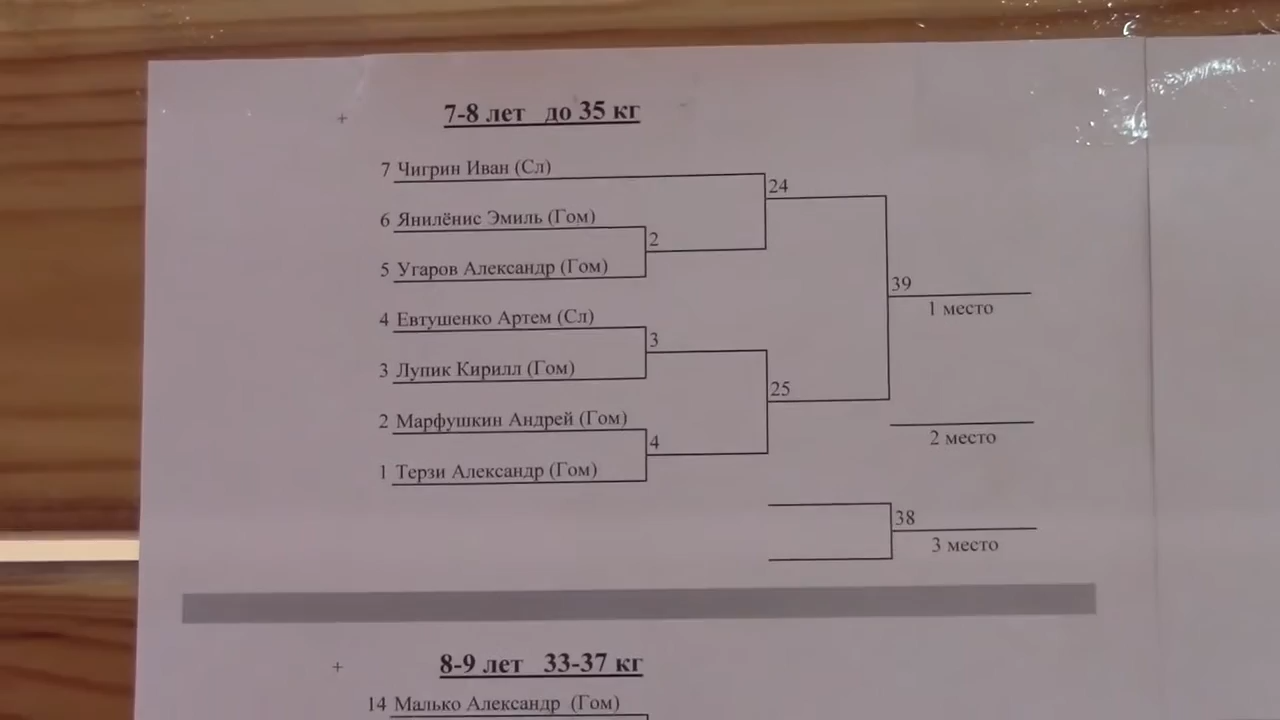 7-8 лет до 35 кг
7 Чигрин Иван (Сл)
24
6 Янилёнис Эмиль (Гом)
2
5 Угаров Александр (Гом)
39
1 место
4 Евтушенко Артем (Сл)
3
3 Лупик Кирилл (Гом)
25
2 Марфушкин Андрей (Гом)
2 место
4
1 Терзи Александр (Гом)
38
3 место
8-9 лет 33-37 кг
14 Малько Александр (Гом)